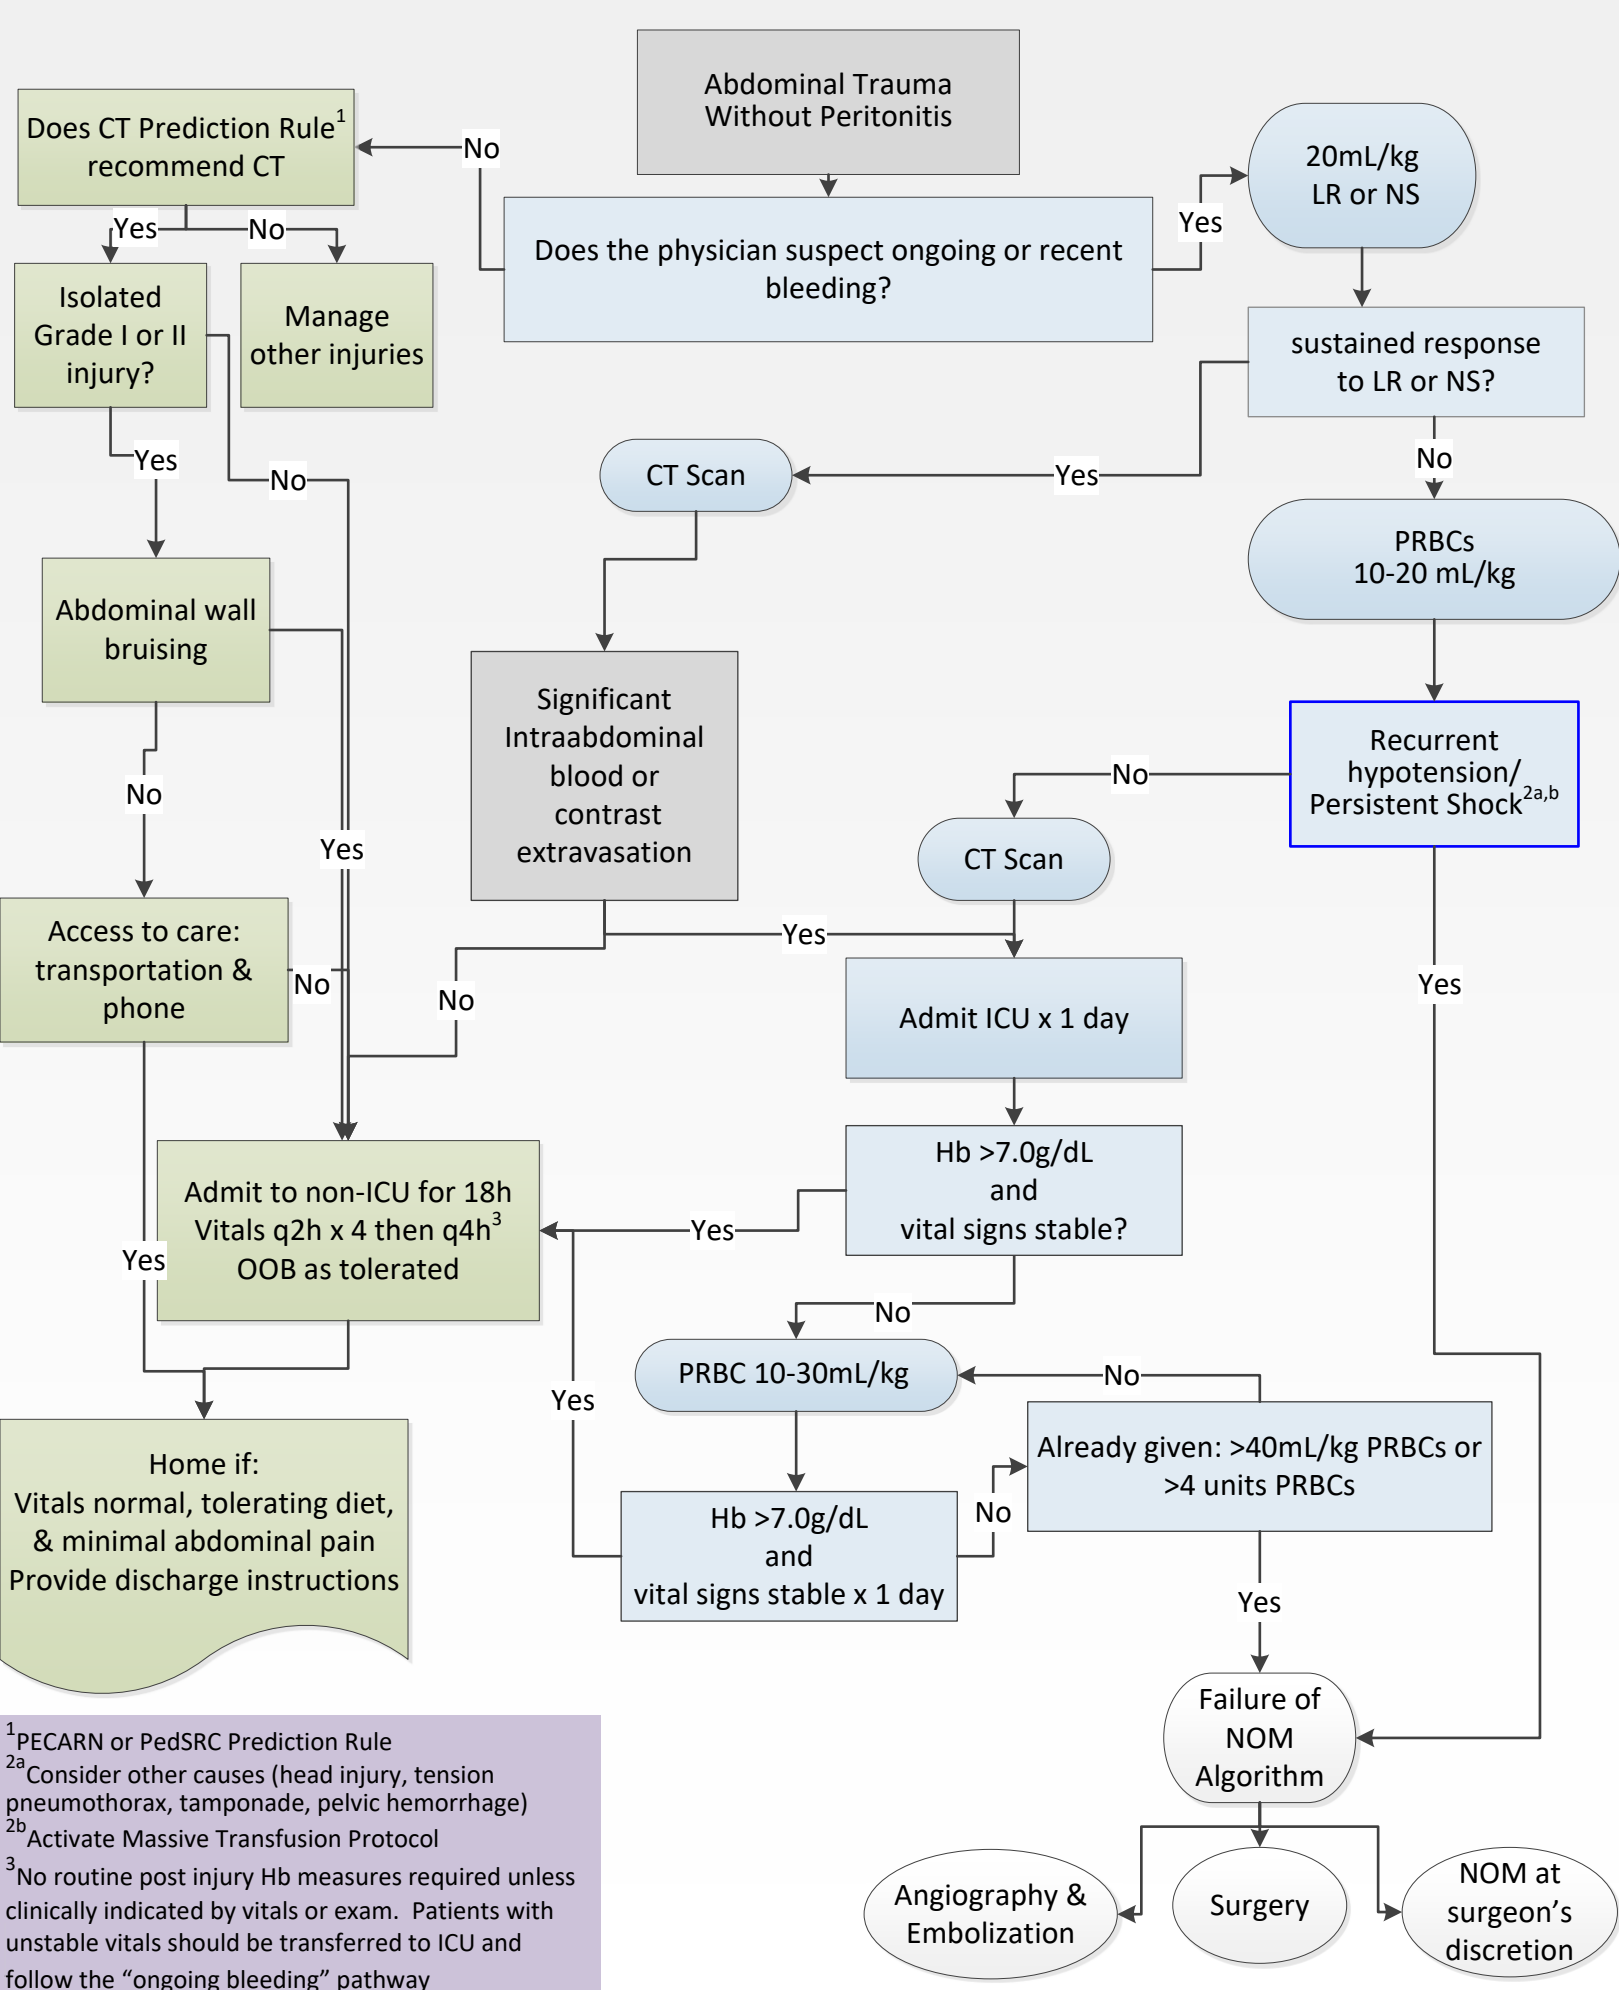 Abdominal Trauma
Without Peritonitis
Does CT Prediction Rule1
recommend CT
No
20mL/kg
LR or NS
Yes
Does the physician suspect ongoing or recent
bleeding?
Yes
No
Isolated
Grade I or II
injury?
Manage
other injuries
sustained response
to LR or NS?
Yes
No
CT Scan
Yes
No
PRBCs
10-20 mL/kg
Abdominal wall
bruising
Significant
Intraabdominal
blood or
contrast
extravasation
Recurrent
hypotension/
Persistent Shock2a,b
No
No
Yes
CT Scan
Access to care:
transportation &
phone
No
No
Yes
Yes
Admit ICU x 1 day
Hb >7.0g/dL
and
vital signs stable?
Admit to non-ICU for 18h
Vitals q2h x 4 then q4h3
OOB as tolerated
Yes
Yes
No
PRBC 10-30mL/kg
No
Yes
Already given: >40mL/kg PRBCs or
>4 units PRBCs
Home if:
Vitals normal, tolerating diet,
& minimal abdominal pain
Provide discharge instructions
Hb >7.0g/dL
and
vital signs stable x 1 day
No
Yes
Failure of
NOM
Algorithm
1PECARN or PedSRC Prediction Rule
2aConsider other causes (head injury, tension
pneumothorax, tamponade, pelvic hemorrhage)
2bActivate Massive Transfusion Protocol
3No routine post injury Hb measures required unless
clinically indicated by vitals or exam.  Patients with
unstable vitals should be transferred to ICU and
follow the “ongoing bleeding” pathway
Angiography &
Embolization
Surgery
NOM at
surgeon’s
discretion